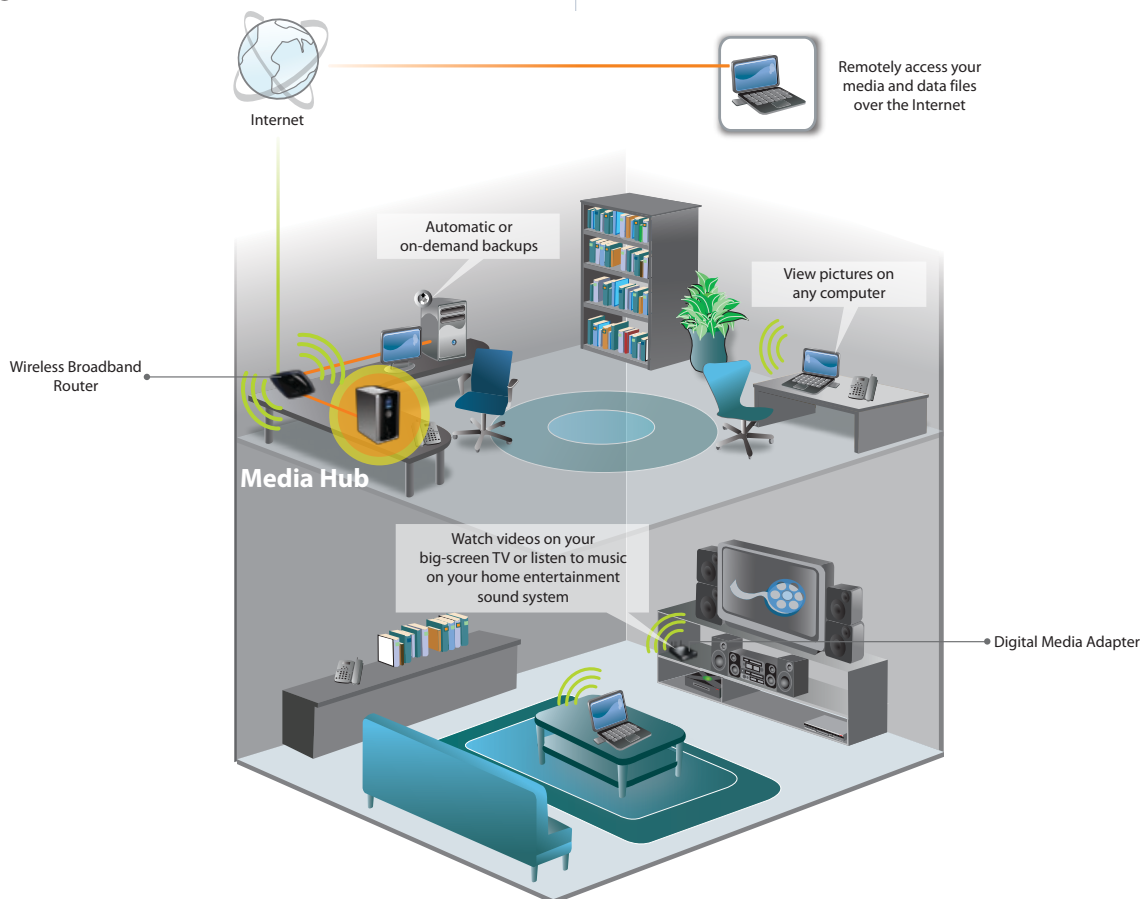 Internet
Remotely access your
media and data files
over the Internet
Automatic or
on-demand backups
View pictures on
any computer
Wireless Broadband
Router
Media Hub
Watch videos on your
big-screen TV or listen to music
on your home entertainment
sound system
Digital Media Adapter